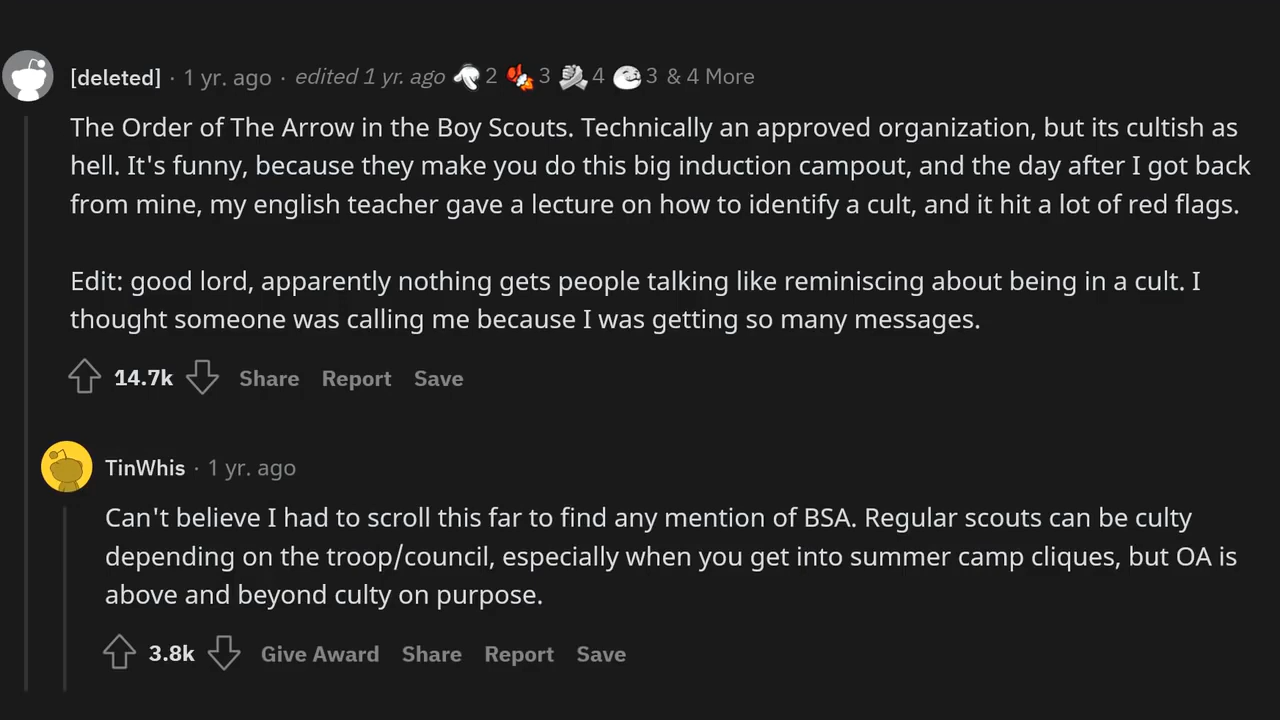 [deleted] · 1 yr. ago · edited 1 yr. ago 2 3 4 3 & 4 More
The Order of The Arrow in the Boy Scouts. Technically an approved organization, but its cultish as
hell. It's funny, because they make you do this big induction campout, and the day after I got back
from mine, my english teacher gave a lecture on how to identify a cult, and it hit a lot of red flags.
Edit: good lord, apparently nothing gets people talking like reminiscing about being in a cult. I
thought someone was calling me because I was getting so many messages.
14.7k Share Report Save
TinWhis · 1 yr. ago
Can't believe I had to scroll this far to find any mention of BSA. Regular scouts can be culty
depending on the troop/council, especially when you get into summer camp cliques, but OA is
above and beyond culty on purpose.
3.8k Give Award Share Report Save